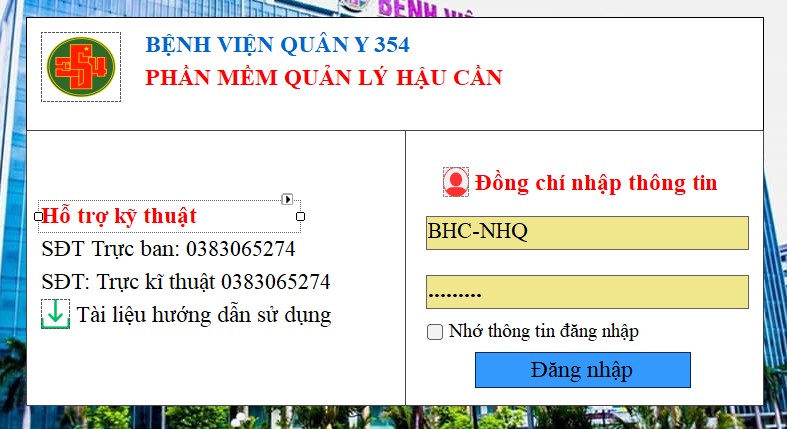 BỆNH VIỆN
BỆNH VIỆN QUÂN Y 354
PHẦN MỀM QUẢN LÝ HẬU CẦN
354
Hỗ trợ kỹ thuật
SĐT Trực ban: 0383065274
SĐT: Trực kĩ thuật 0383065274
Tài liệu hướng dẫn sử dụng
Đồng chí nhập thông tin
BHC-NHQ
•••••••••
Nhớ thông tin đăng nhập
Đăng nhập